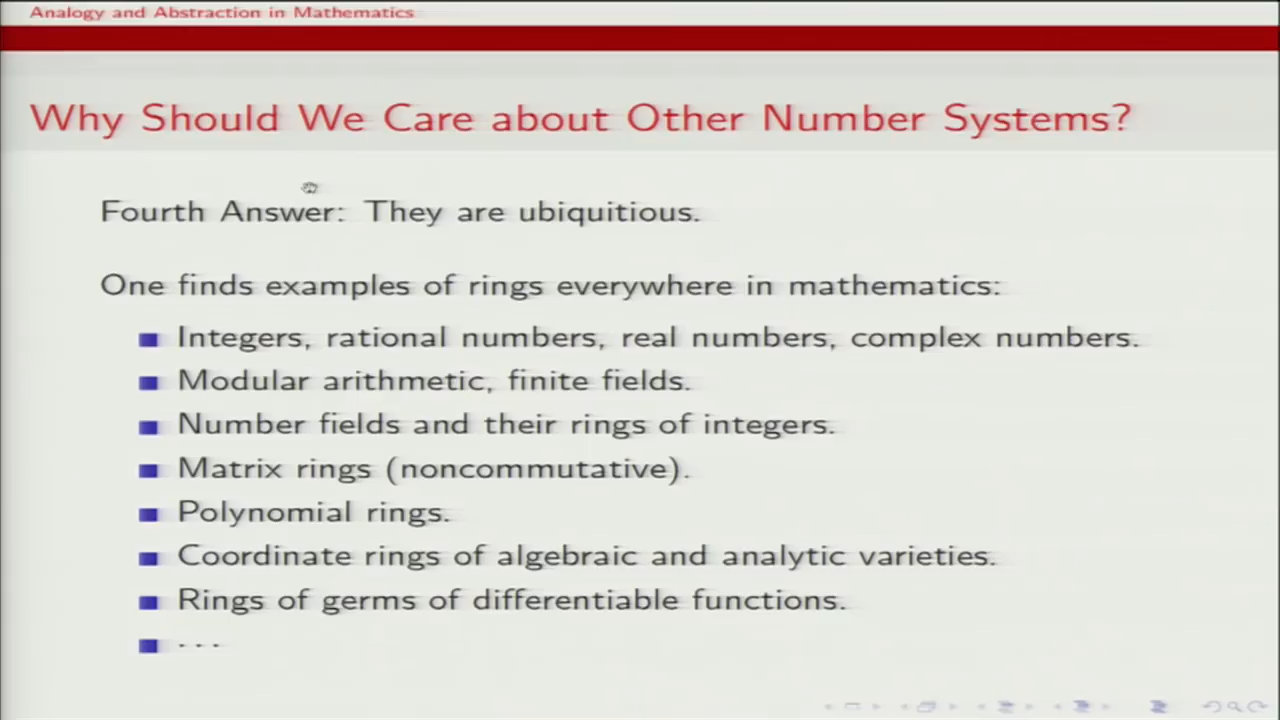 Analogy and Abstraction in Mathematics
Why Should We Care about Other Number Systems?
Fourth Answer: They are ubiquitious.
One finds examples of rings everywhere in mathematics:
Integers, rational numbers, real numbers, complex numbers.
Modular arithmetic, finite fields.
Number fields and their rings of integers.
Matrix rings (noncommutative).
Polynomial rings.
Coordinate rings of algebraic and analytic varieties.
Rings of germs of differentiable functions.
· · ·